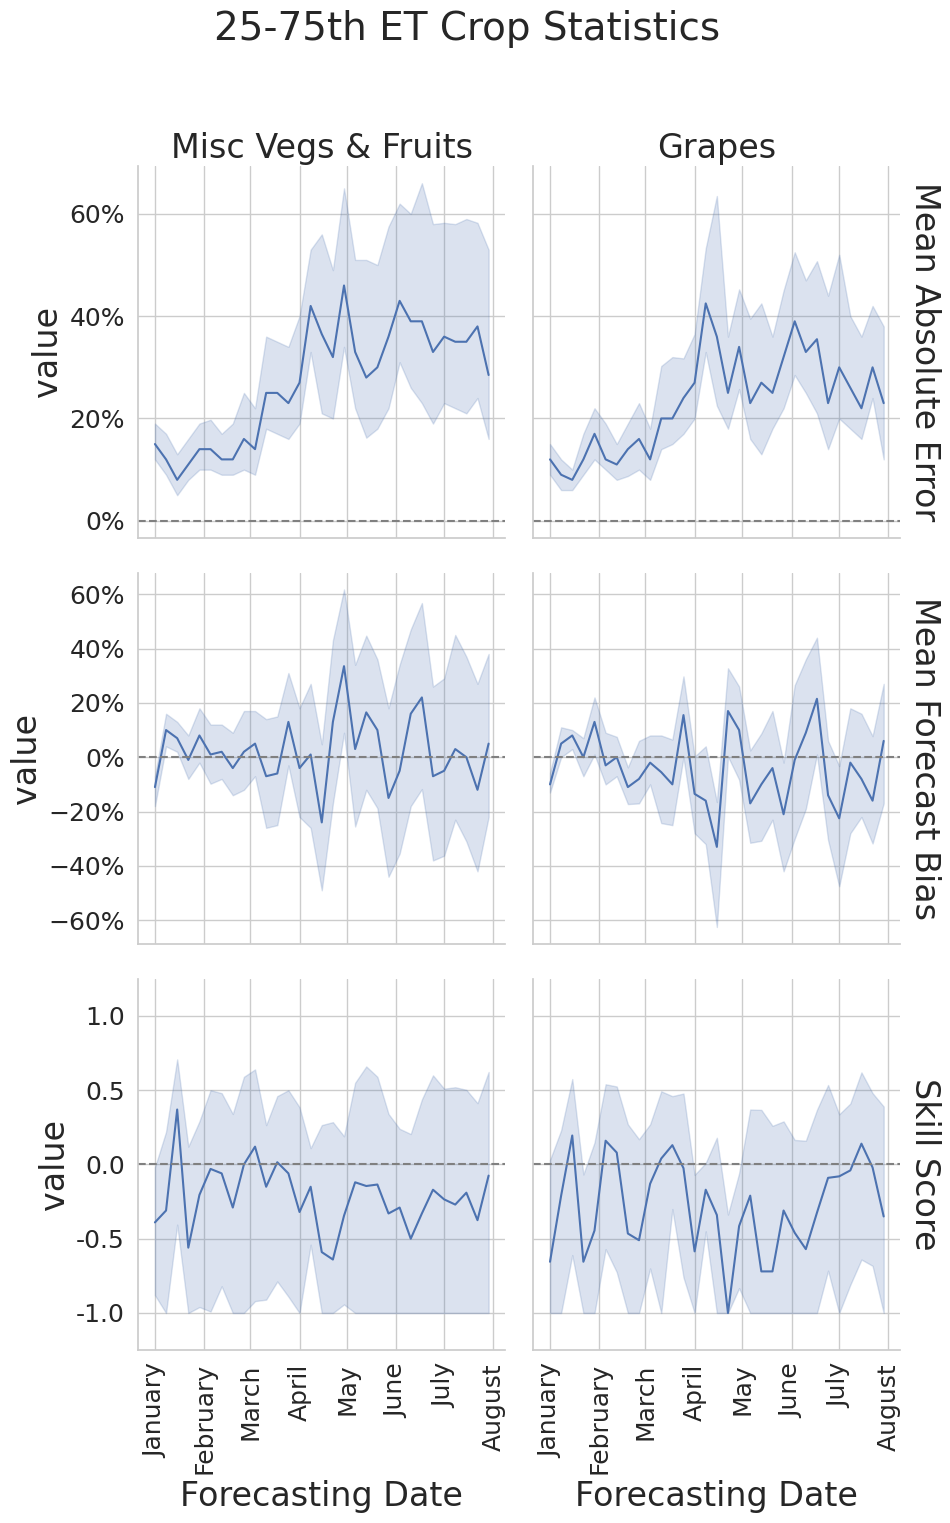 25-75th ET Crop Statistics
Misc Vegs & Fruits
Grapes
60%
40%
20%
0%
value
Mean Absolute Error
60%
40%
20%
0%
−20%
−40%
−60%
value
Mean Forecast Bias
1.0
0.5
0.0
-0.5
-1.0
value
Skill Score
January
February
March
April
May
June
July
August
January
February
March
April
May
June
July
August
Forecasting Date
Forecasting Date